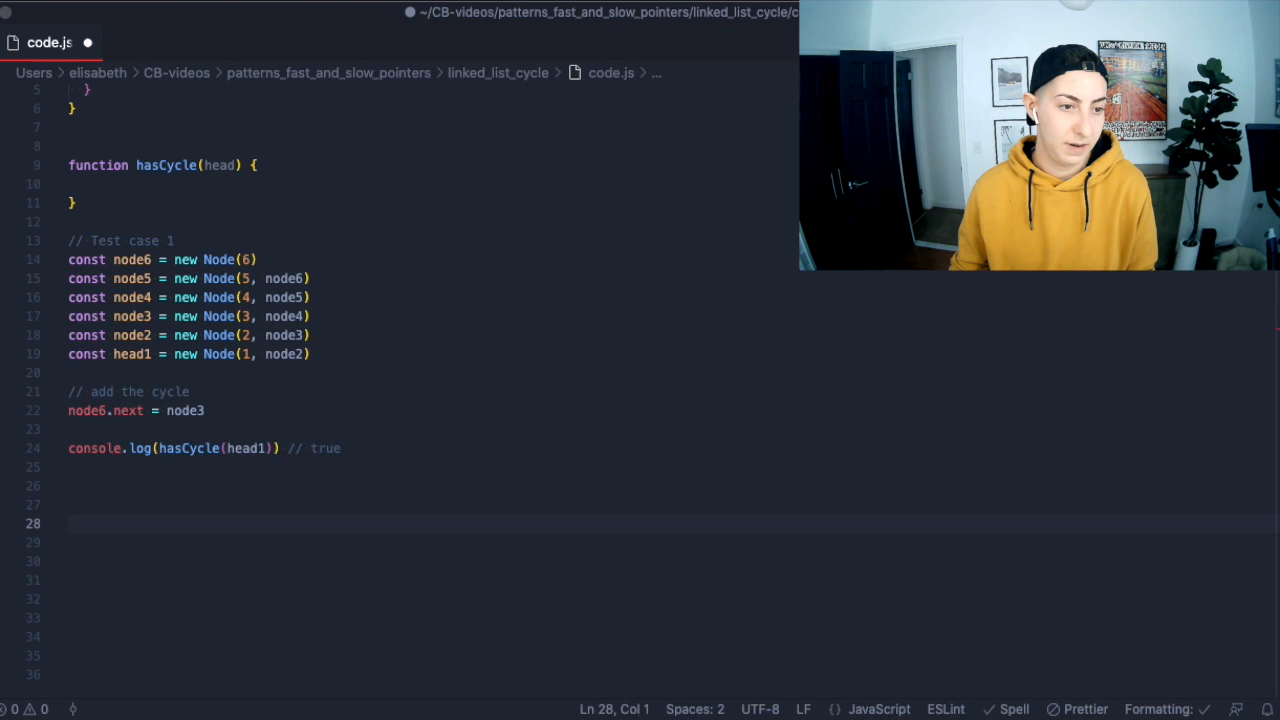 ~/CB-videos/patterns_fast_and_slow_pointers/linked_list_cycle/c
code.js
Users > elisabeth > CB-videos > patterns_fast_and_slow_pointers > linked_list_cycle > code.js > ...
5 }
6 }
7
8
9 function hasCycle(head) {
10
11 }
12
13 // Test case 1
14 const node6 = new Node(6)
15 const node5 = new Node(5, node6)
16 const node4 = new Node(4, node5)
17 const node3 = new Node(3, node4)
18 const node2 = new Node(2, node3)
19 const head1 = new Node(1, node2)
20
21 // add the cycle
22 node6.next = node3
23
24 console.log(hasCycle(head1)) // true
25
26
27
28
29
30
31
32
33
34
35
36
0 0 Ln 28, Col 1 Spaces: 2 UTF-8 LF {} JavaScript ESLint Spell Prettier Formatting: